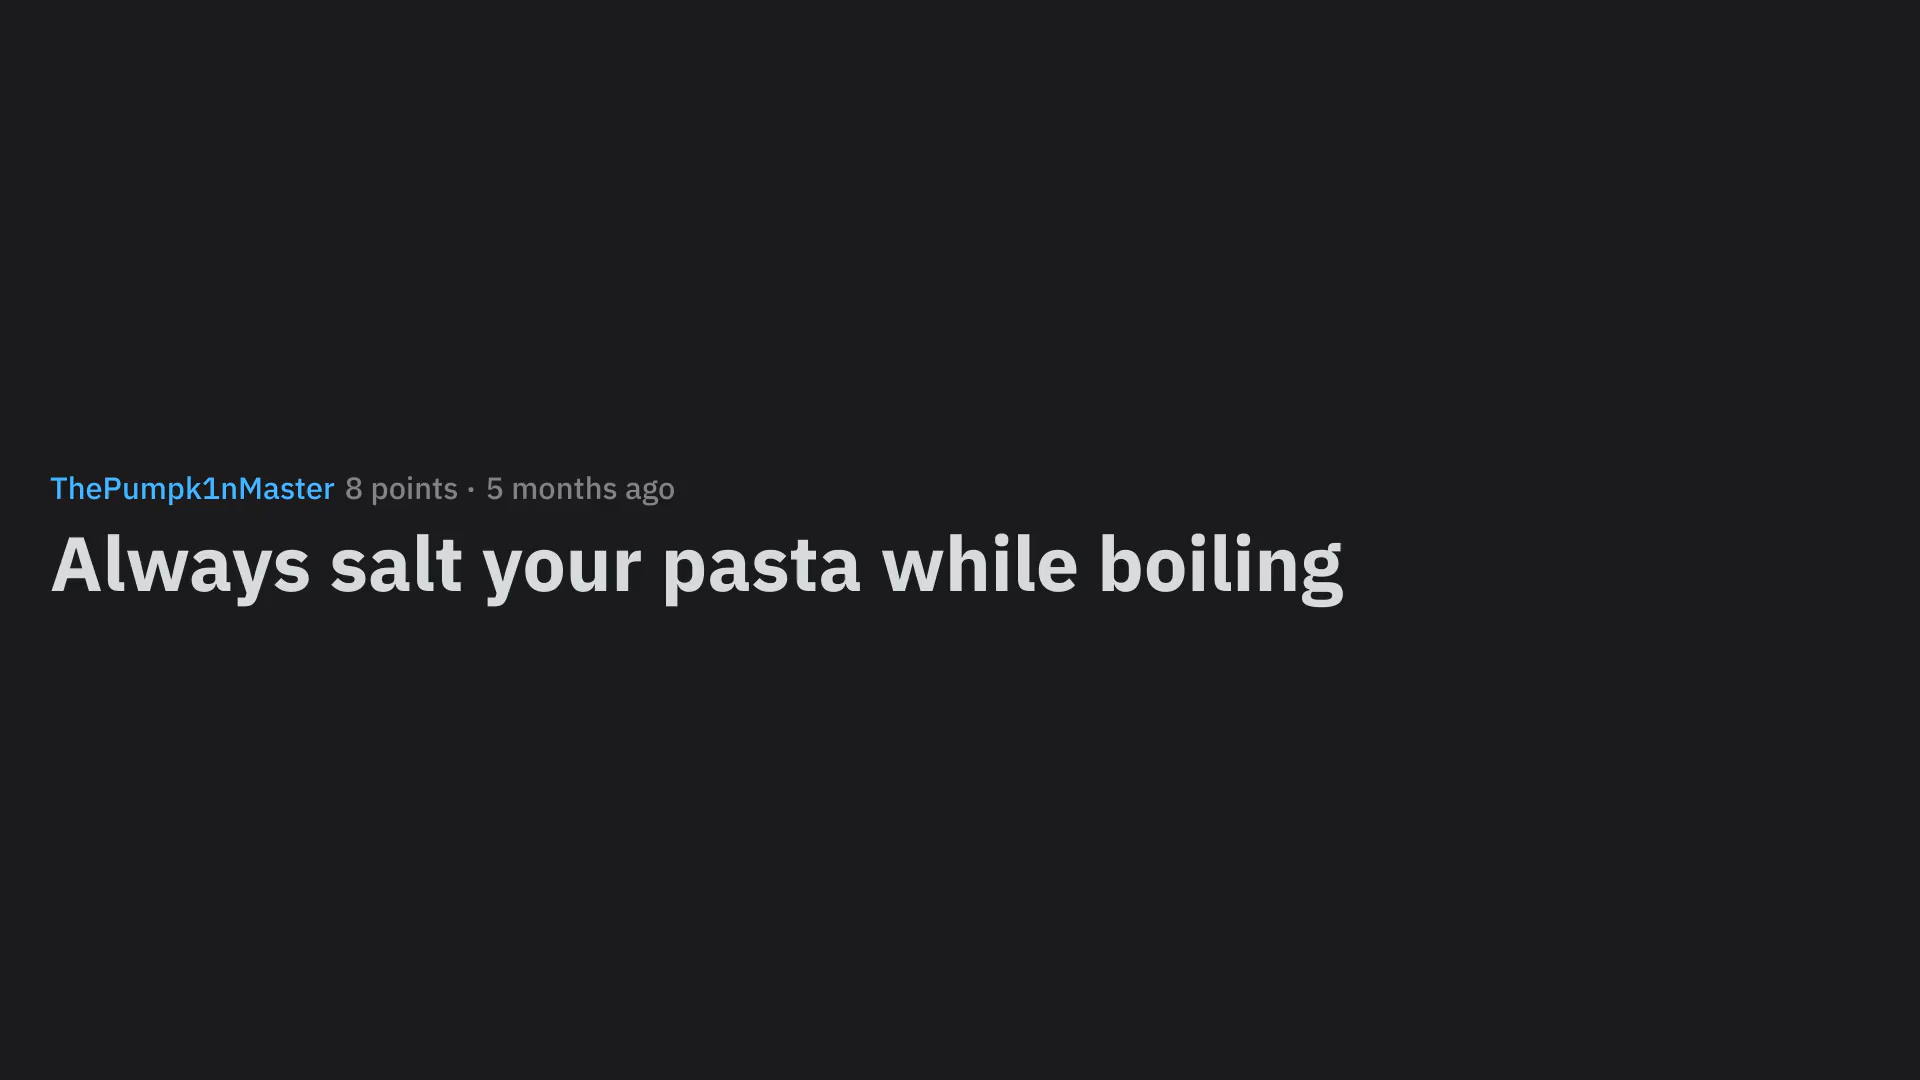 ThePumpk1nMaster 8 points · 5 months ago
Always salt your pasta while boiling